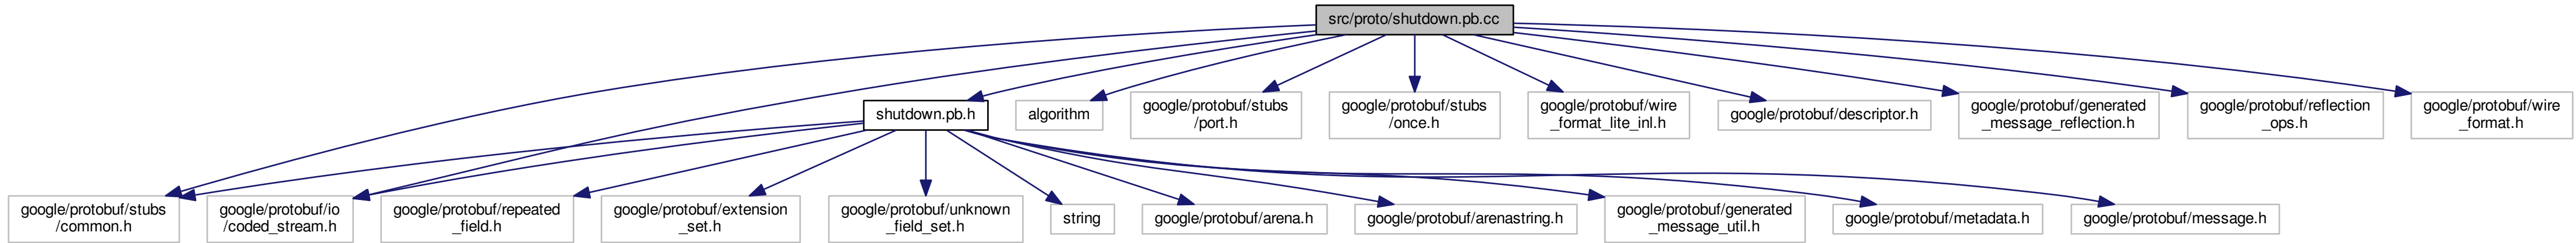 src/proto/shutdown.pb.cc
shutdown.pb.h
algorithm
google/protobuf/stubs
/port.h
google/protobuf/stubs
/once.h
google/protobuf/wire
_format_lite_inl.h
google/protobuf/descriptor.h
google/protobuf/generated
_message_reflection.h
google/protobuf/reflection
_ops.h
google/protobuf/wire
_format.h
google/protobuf/stubs
/common.h
google/protobuf/io
/coded_stream.h
google/protobuf/repeated
_field.h
google/protobuf/extension
_set.h
google/protobuf/unknown
_field_set.h
string
google/protobuf/arena.h
google/protobuf/arenastring.h
google/protobuf/generated
_message_util.h
google/protobuf/metadata.h
google/protobuf/message.h